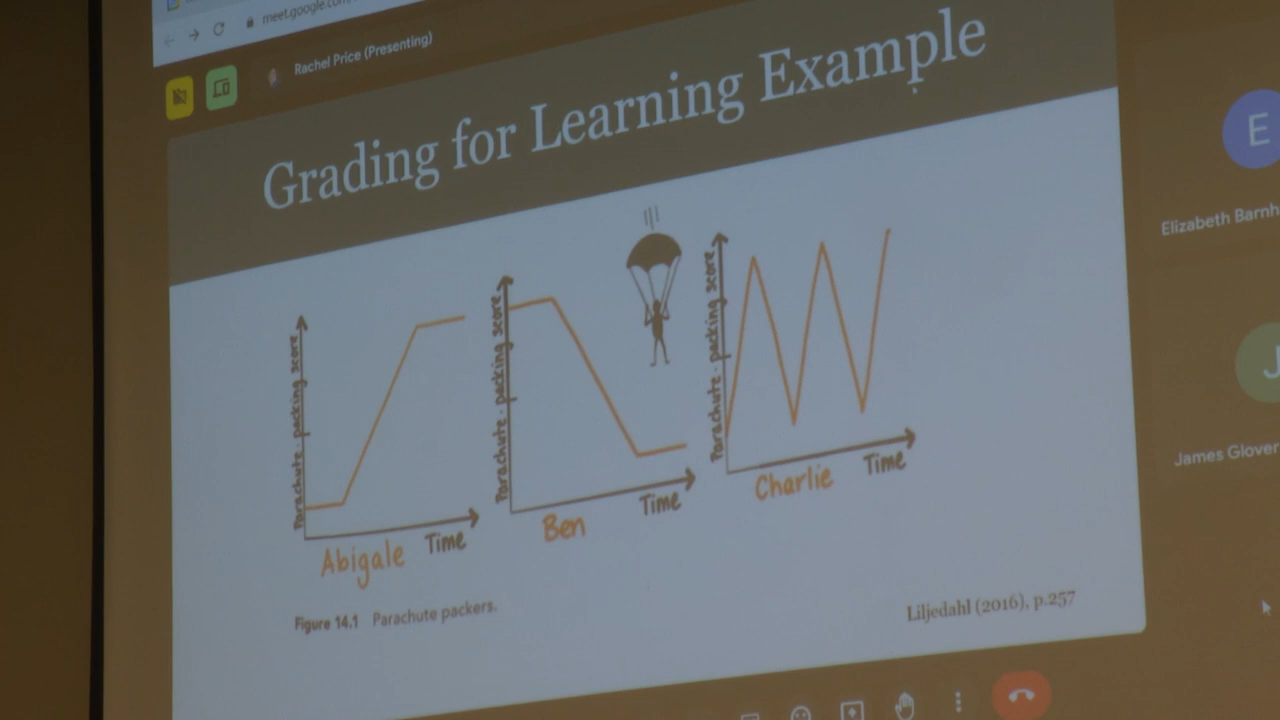 meet.google.com
Rachel Price (Presenting)
Grading for Learning Example
E
Elizabeth
J
James Glover
Parachute-packing score
Time
Abigale
Parachute-packing score
Time
Ben
Parachute-packing score
Time
Charlie
Figure 14.1 Parachute packers.
Liljedahl (2016), p.257